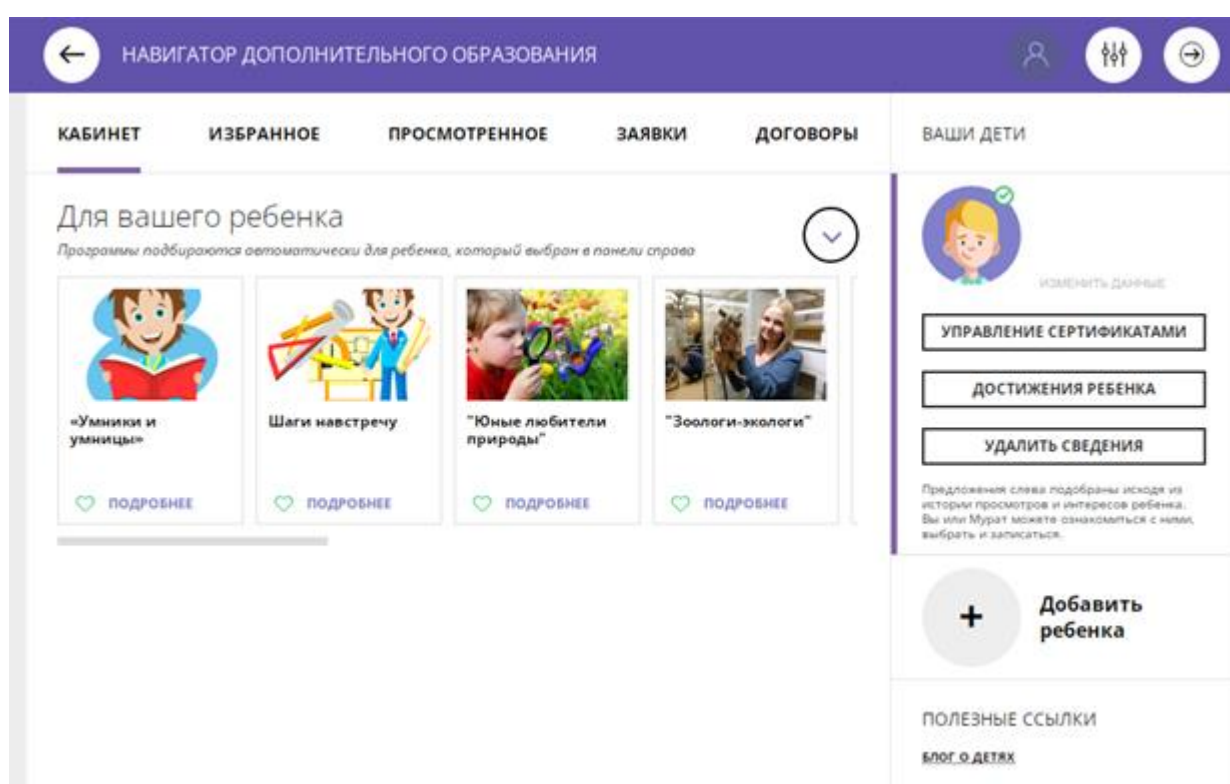 НАВИГАТОР ДОПОЛНИТЕЛЬНОГО ОБРАЗОВАНИЯ
КАБИНЕТ ИЗБРАННОЕ ПРОСМОТРЕННОЕ ЗАЯВКИ ДОГОВОРЫ
Для вашего ребенка
Программы подбираются автоматически для ребенка, который выбран в панели справа
«Умники и
умницы»
ПОДРОБНЕЕ
Шаги навстречу
ПОДРОБНЕЕ
"Юные любители
природы"
ПОДРОБНЕЕ
"Зоологи-экологи"
ПОДРОБНЕЕ
ВАШИ ДЕТИ
ИЗМЕНИТЬ ДАННЫЕ
УПРАВЛЕНИЕ СЕРТИФИКАТАМИ
ДОСТИЖЕНИЯ РЕБЕНКА
УДАЛИТЬ СВЕДЕНИЯ
Предложения слева подобраны исходя из
истории просмотров и интересов ребенка.
Вы или Мурат можете ознакомиться с ними,
выбрать и записаться.
+
Добавить
ребенка
ПОЛЕЗНЫЕ ССЫЛКИ
БЛОГ О ДЕТЯХ